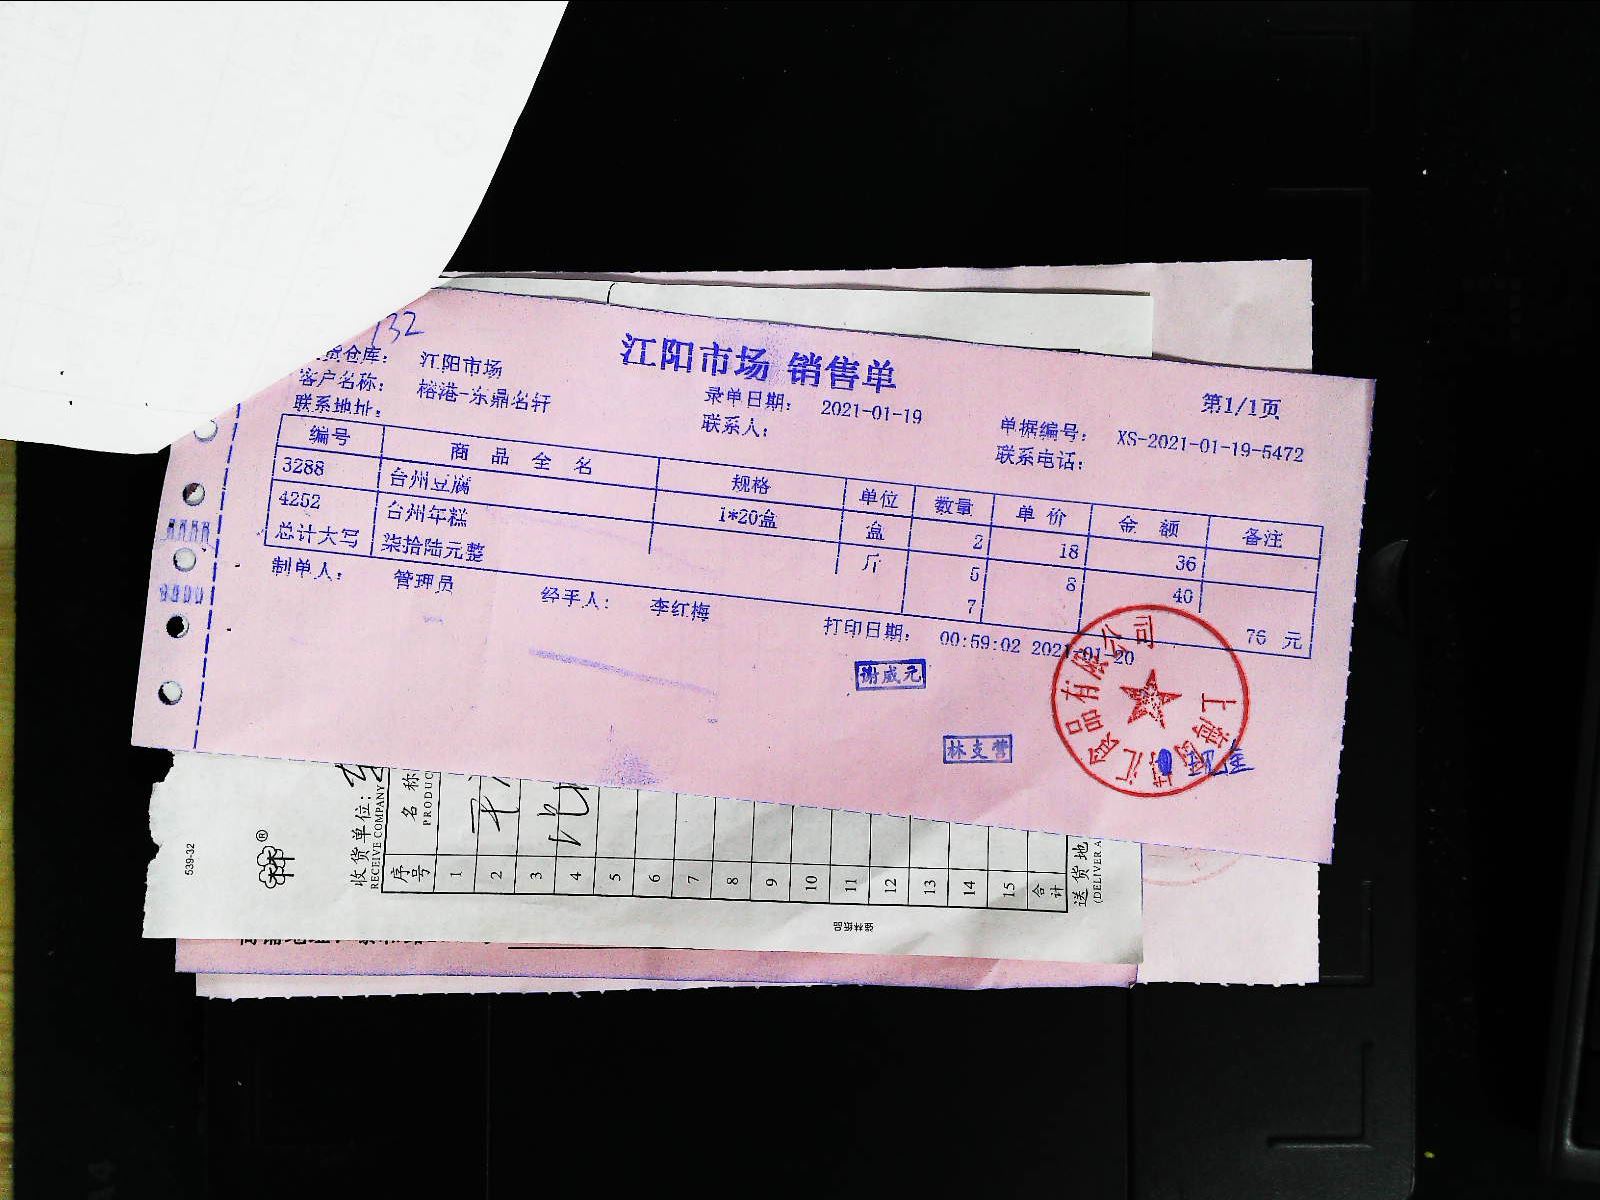 132
江阳市场 销售单
货仓库： 江阳市场
第1/1页
客户名称： 榕港-东鼎名轩 录单日期： 2021-01-19 单据编号： XS-2021-01-19-5472
联系地址： 联系人： 联系电话：
编号 商 品 全 名 规格 单位 数量 单 价 金 额 备注
3288 台州豆腐 1*20盒 盒 2 18 36
4252 台州年糕 斤 5 8 40
总计大写 柒拾陆元整 7 76 元
制单人： 管理员 经手人： 李红梅 打印日期： 00:59:02 2021-01-20
谢威元
林支营
539-32
收货单位：
RECEIVE COMPANY
序号 名 称
PRODUC
1
2
3
4
5
6
7
8
9
10
11
12
13
14
15
合计
送货地
(DELIVER A